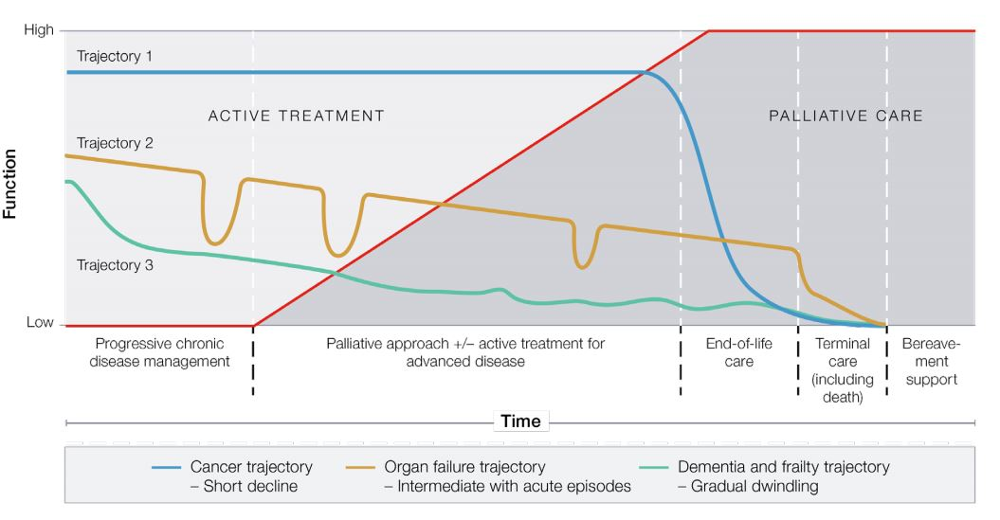 High
Trajectory 1
ACTIVE TREATMENT
PALLIATIVE CARE
Trajectory 2
Function
Trajectory 3
Low
Progressive chronic
disease management
Palliative approach +/– active treatment for
advanced disease
End-of-life
care
Terminal
care
(including
death)
Bereave-
ment
support
Time
Cancer trajectory
– Short decline
Organ failure trajectory
– Intermediate with acute episodes
Dementia and frailty trajectory
– Gradual dwindling